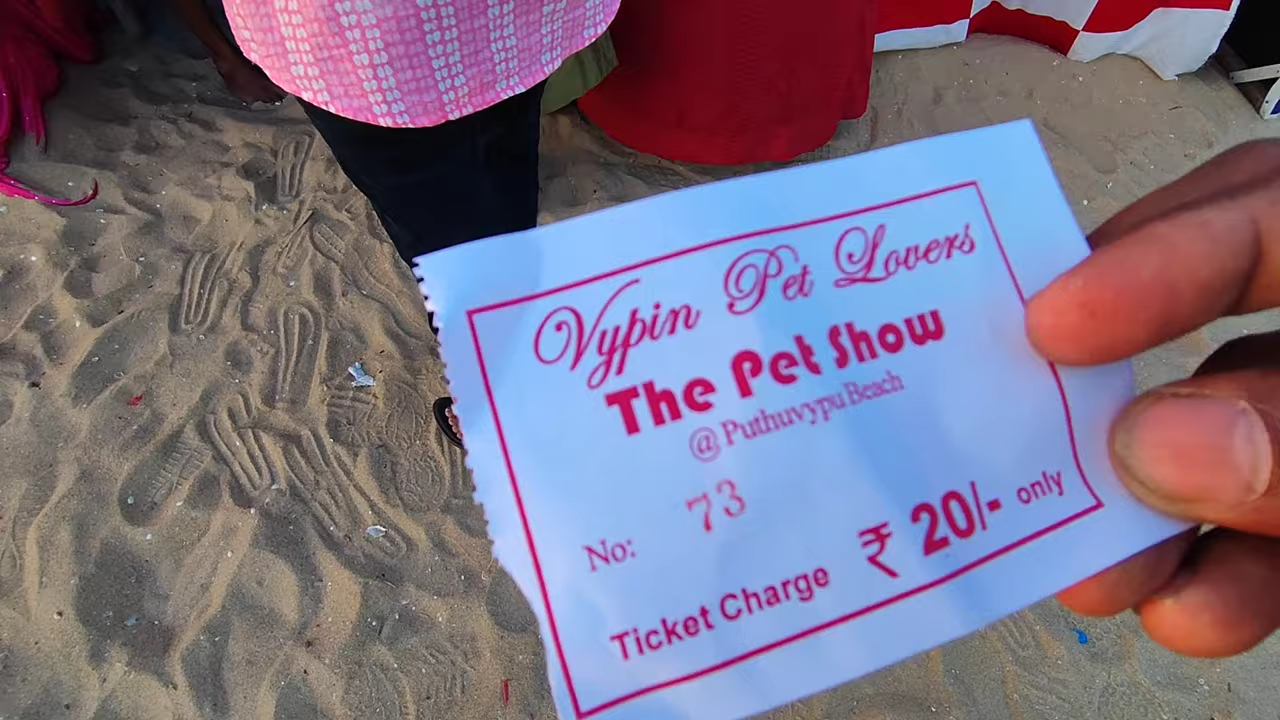 Vypin Pet Lovers
The Pet Show
@ Puthuvypu Beach
No: 73
Ticket Charge ₹ 20/- only